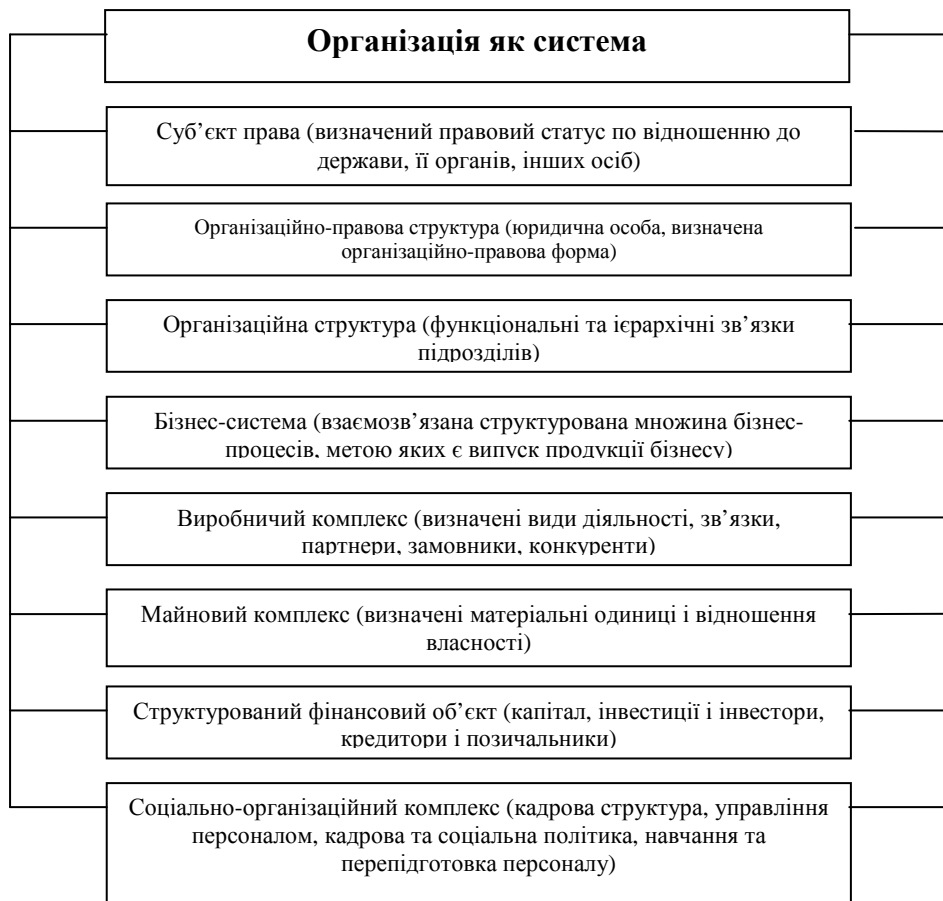 Організація як система
Суб’єкт права (визначений правовий статус по відношенню до
держави, її органів, інших осіб)
Організаційно-правова структура (юридична особа, визначена
організаційно-правова форма)
Організаційна структура (функціональні та ієрархічні зв’язки
підрозділів)
Бізнес-система (взаємозв’язана структурована множина бізнес-
процесів, метою яких є випуск продукції бізнесу)
Виробничий комплекс (визначені види діяльності, зв’язки,
партнери, замовники, конкуренти)
Майновий комплекс (визначені матеріальні одиниці і відношення
власності)
Структурований фінансовий об’єкт (капітал, інвестиції і інвестори,
кредитори і позичальники)
Соціально-організаційний комплекс (кадрова структура, управління
персоналом, кадрова та соціальна політика, навчання та
перепідготовка персоналу)